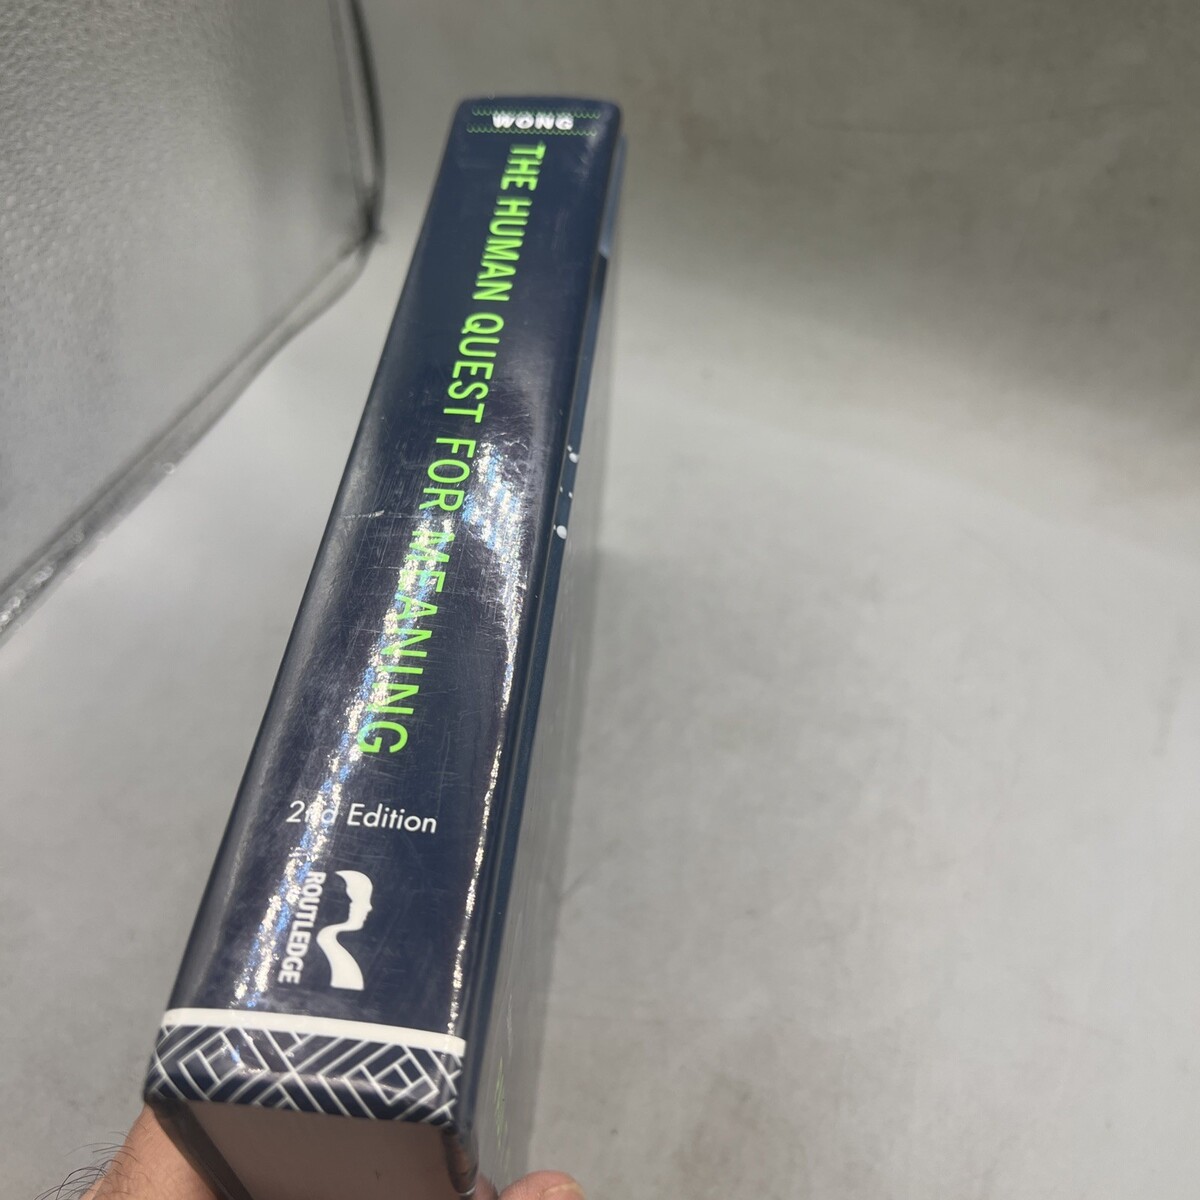 WONG
THE HUMAN QUEST FOR MEANING
2nd Edition
ROUTLEDGE